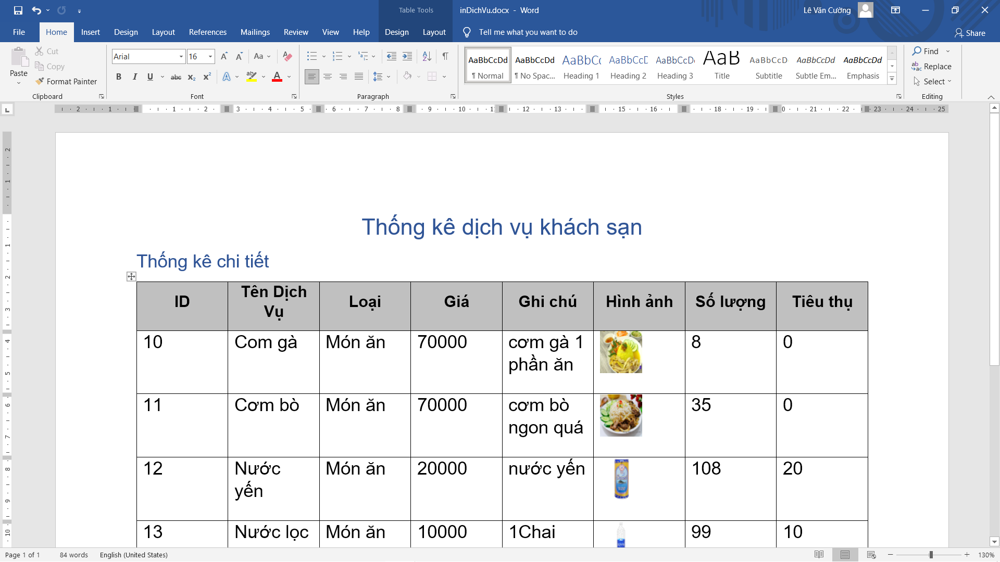 Table Tools
inDichVu.docx - Word
Lê Văn Cường
File Home Insert Design Layout References Mailings Review View Help Design Layout Tell me what you want to do Share
Paste
Cut
Copy
Format Painter
Clipboard
Arial 16
Font
Paragraph
AaBbCcDd AaBbCcDd AaBbCc AaBbCcD AaBbCcDd AaB AaBbCcD AaBbCcDd AaBbCcDd
¶ Normal ¶ No Spac... Heading 1 Heading 2 Heading 3 Title Subtitle Subtle Em... Emphasis
Styles
Find
Replace
Select
Editing
Thống kê dịch vụ khách sạn
Thống kê chi tiết
ID Tên Dịch Vụ Loại Giá Ghi chú Hình ảnh Số lượng Tiêu thụ
10 Com gà Món ăn 70000 cơm gà 1 phần ăn 8 0
11 Cơm bò Món ăn 70000 cơm bò ngon quá 35 0
12 Nước yến Món ăn 20000 nước yến 108 20
13 Nước lọc Món ăn 10000 1Chai 99 10
Page 1 of 1 84 words English (United States) 130%